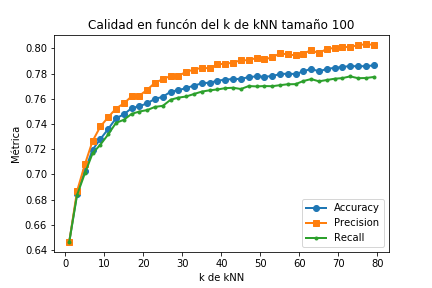 Calidad en funcón del k de kNN tamaño 100
Métrica
0.80
0.78
0.76
0.74
0.72
0.70
0.68
0.66
0.64
Accuracy
Precision
Recall
0 10 20 30 40 50 60 70 80
k de kNN